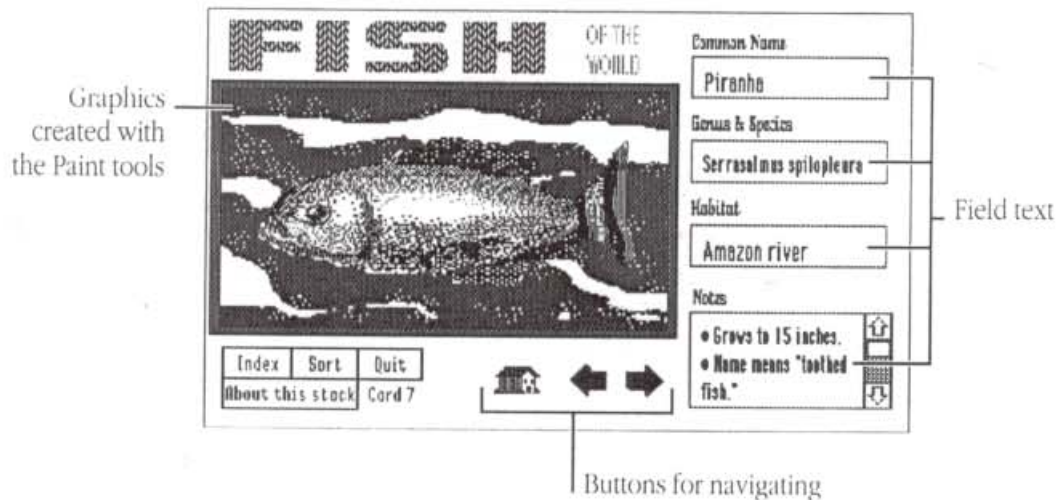 FISH
OF THE
WORLD
Graphics
created with
the Paint tools
Common Name
Piranha
Genus & Species
Serrasalmus spilopleura
Habitat
Amazon river
Field text
Notes
• Grows to 15 inches.
• Name means "toothed
fish."
Index Sort Quit
About this stack Card 7
Buttons for navigating